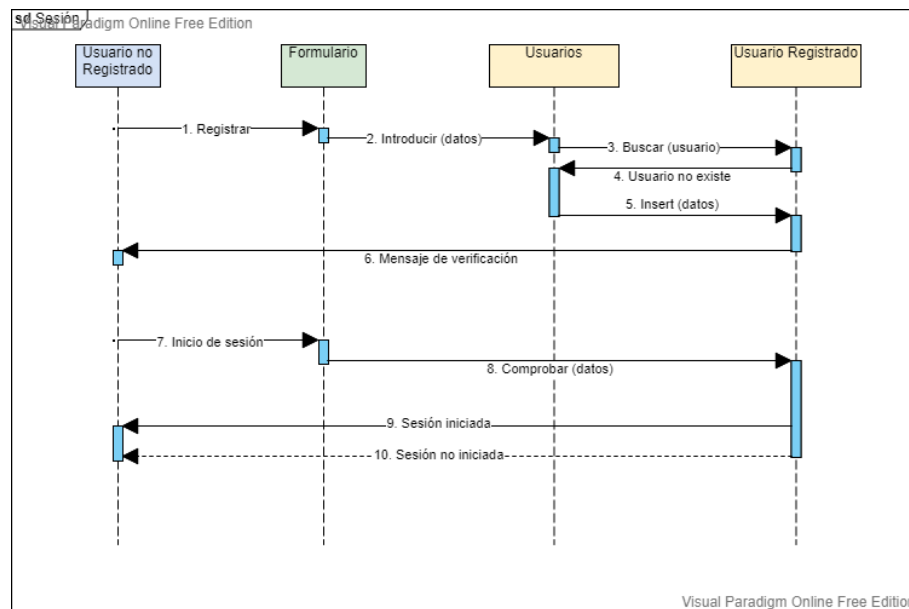 sd Sesión
Visual Paradigm Online Free Edition
Usuario no
Registrado
Formulario
Usuarios
Usuario Registrado
1. Registrar
2. Introducir (datos)
3. Buscar (usuario)
4. Usuario no existe
5. Insert (datos)
6. Mensaje de verificación
7. Inicio de sesión
8. Comprobar (datos)
9. Sesión iniciada
10. Sesión no iniciada
Visual Paradigm Online Free Edition